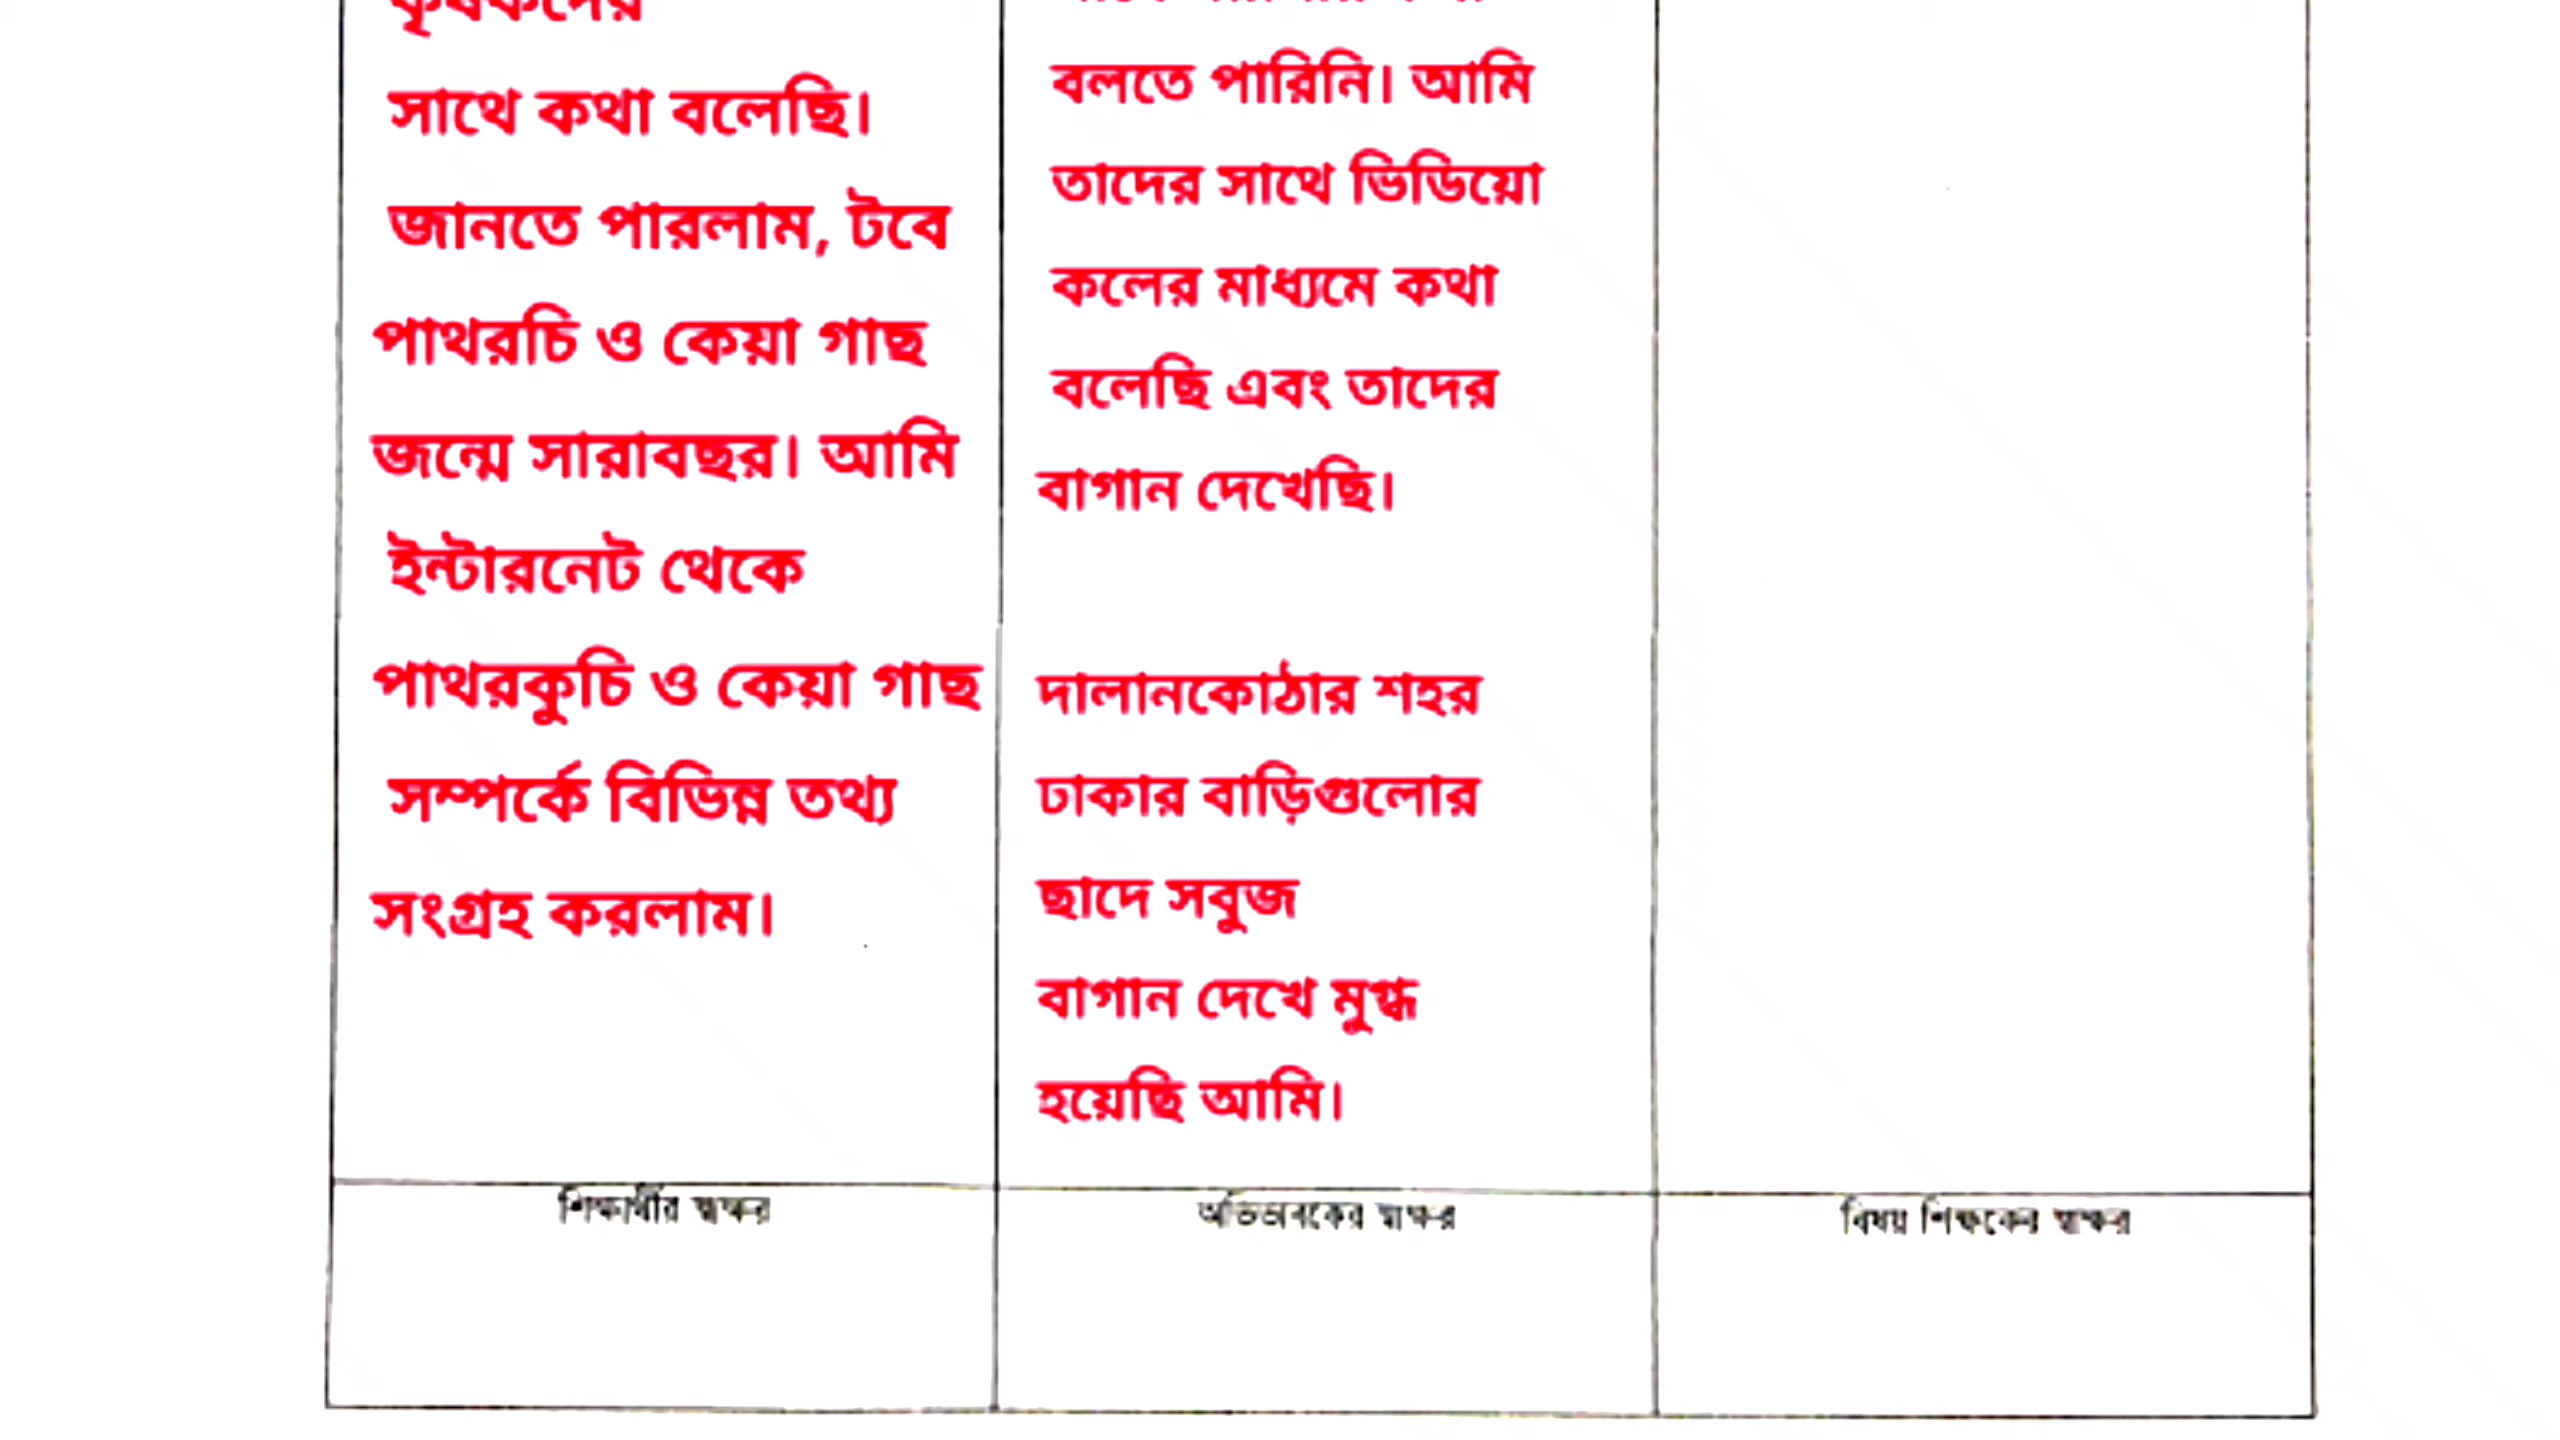 কৃষকদের
সাথে কথা বলেছি।
জানতে পারলাম, টবে
পাথরচি ও কেয়া গাছ
জন্মে সারাবছর। আমি
ইন্টারনেট থেকে
পাথরকুচি ও কেয়া গাছ
সম্পর্কে বিভিন্ন তথ্য
সংগ্রহ করলাম।
বলতে পারিনি। আমি
তাদের সাথে ভিডিয়ো
কলের মাধ্যমে কথা
বলেছি এবং তাদের
বাগান দেখেছি।
দালানকোঠার শহর
ঢাকার বাড়িগুলোর
ছাদে সবুজ
বাগান দেখে মুগ্ধ
হয়েছি আমি।
শিক্ষার্থীর স্বাক্ষর
অভিভাবকের স্বাক্ষর
বিষয় শিক্ষকের স্বাক্ষর